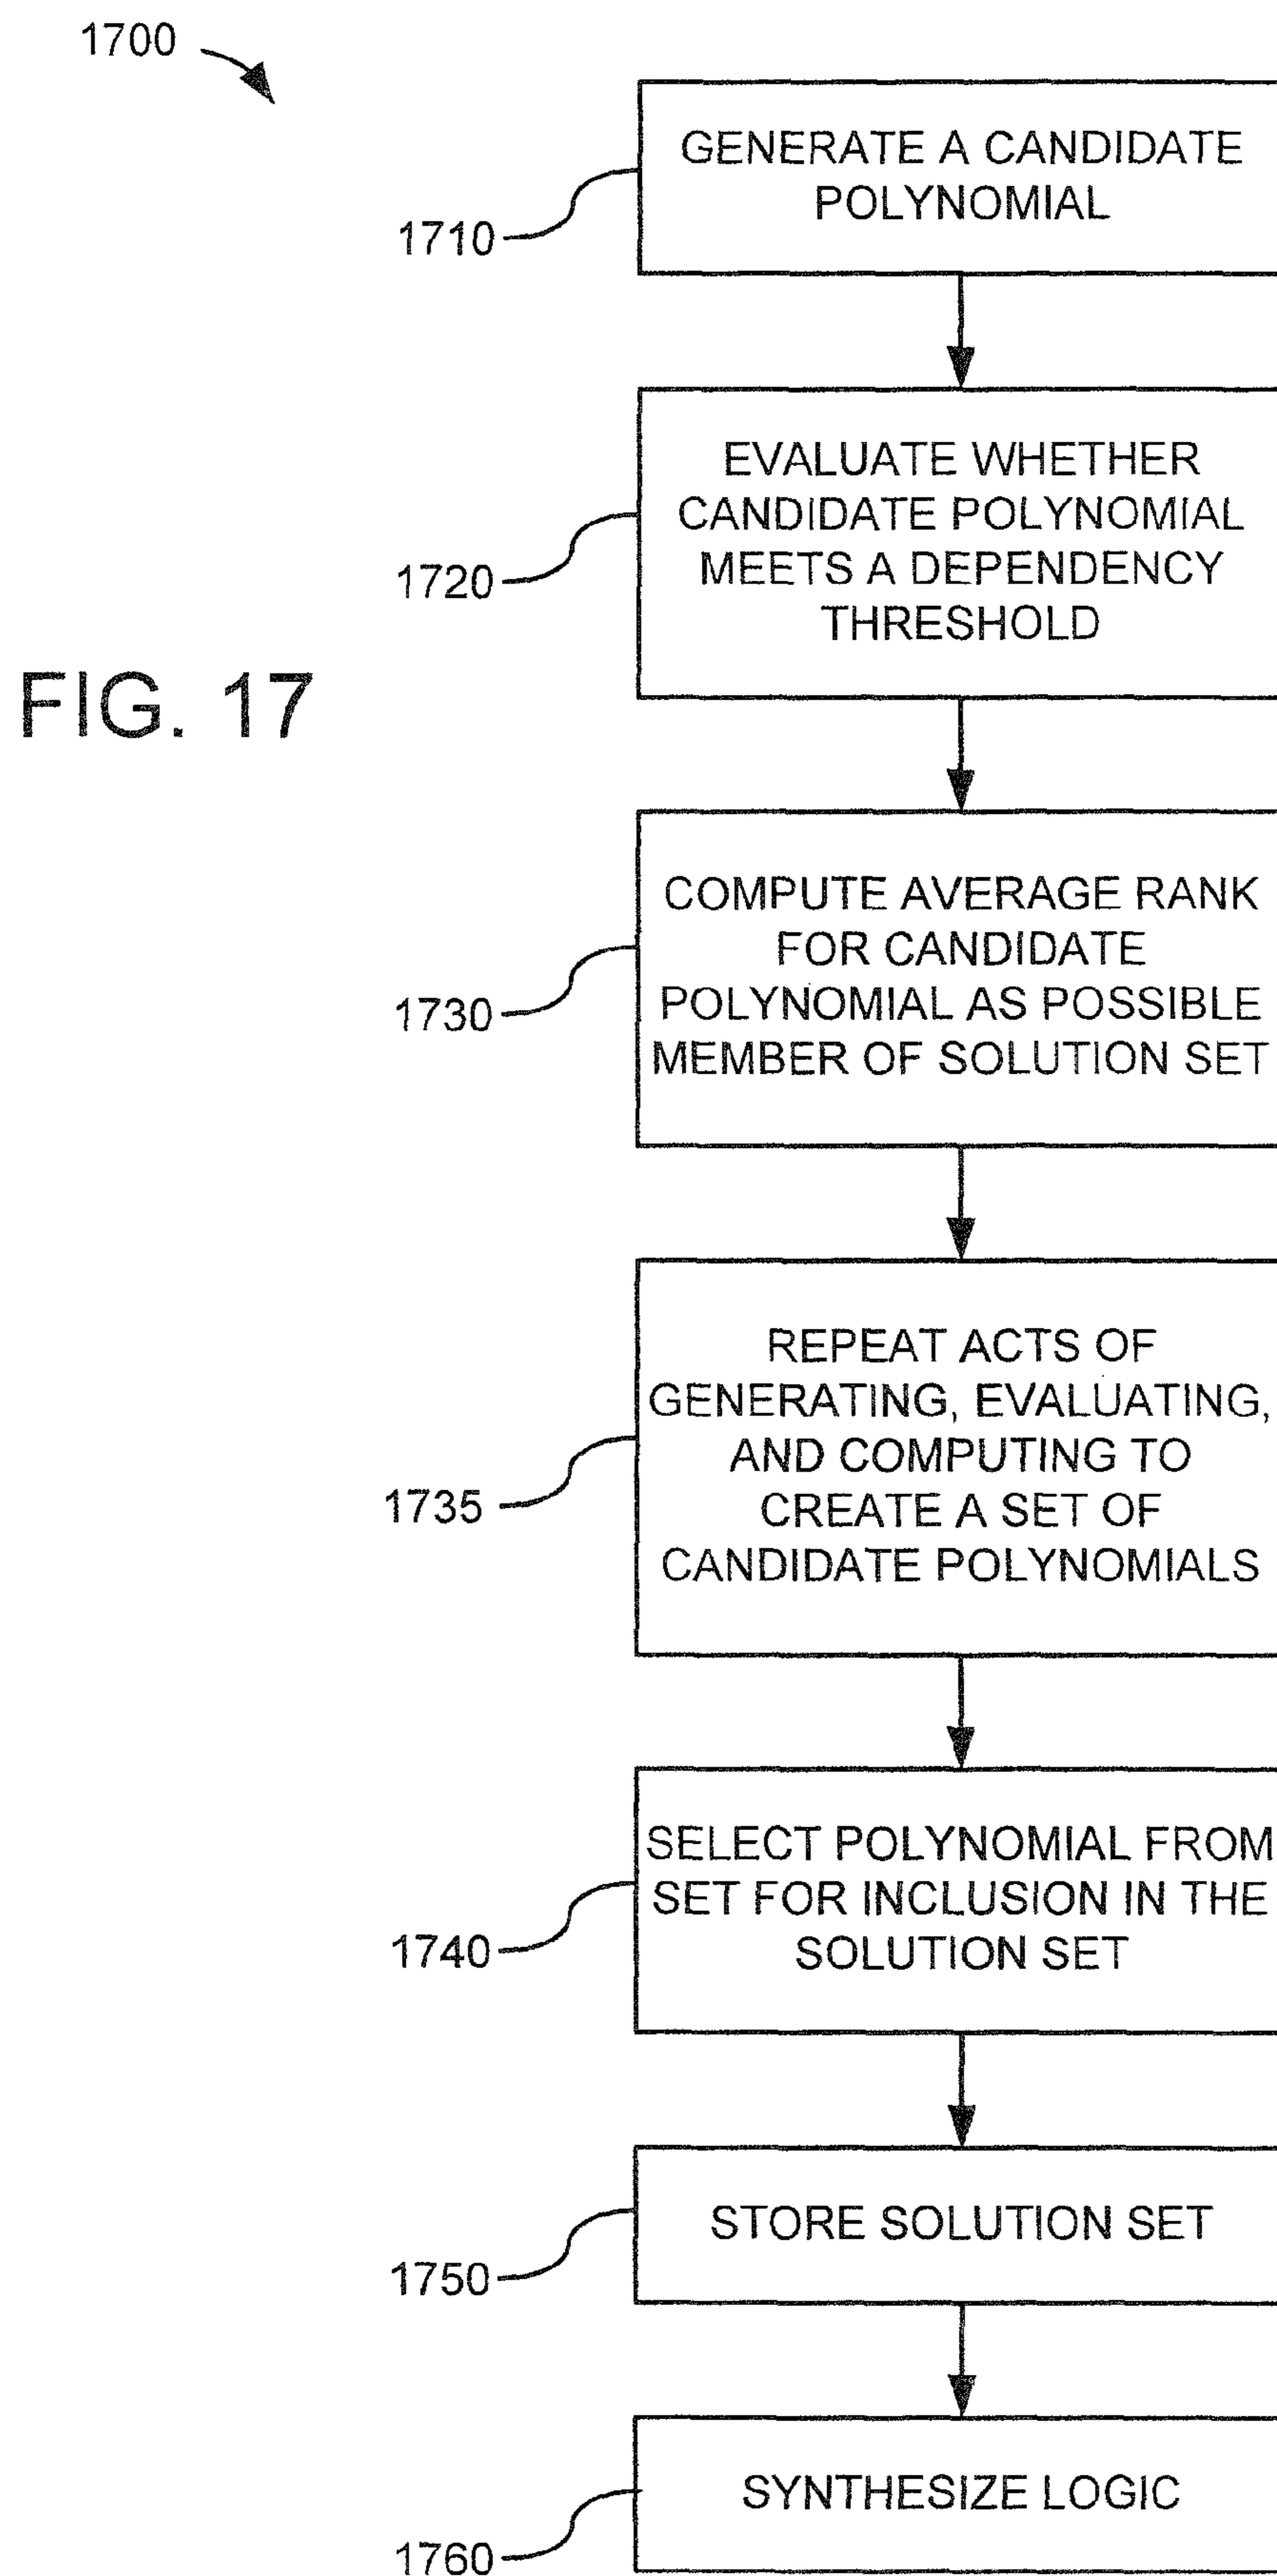 1700
GENERATE A CANDIDATE
POLYNOMIAL
1710
EVALUATE WHETHER
CANDIDATE POLYNOMIAL
MEETS A DEPENDENCY
THRESHOLD
1720
FIG. 17
COMPUTE AVERAGE RANK
FOR CANDIDATE
POLYNOMIAL AS POSSIBLE
MEMBER OF SOLUTION SET
1730
REPEAT ACTS OF
GENERATING, EVALUATING,
AND COMPUTING TO
CREATE A SET OF
CANDIDATE POLYNOMIALS
1735
SELECT POLYNOMIAL FROM
SET FOR INCLUSION IN THE
SOLUTION SET
1740
STORE SOLUTION SET
1750
SYNTHESIZE LOGIC
1760